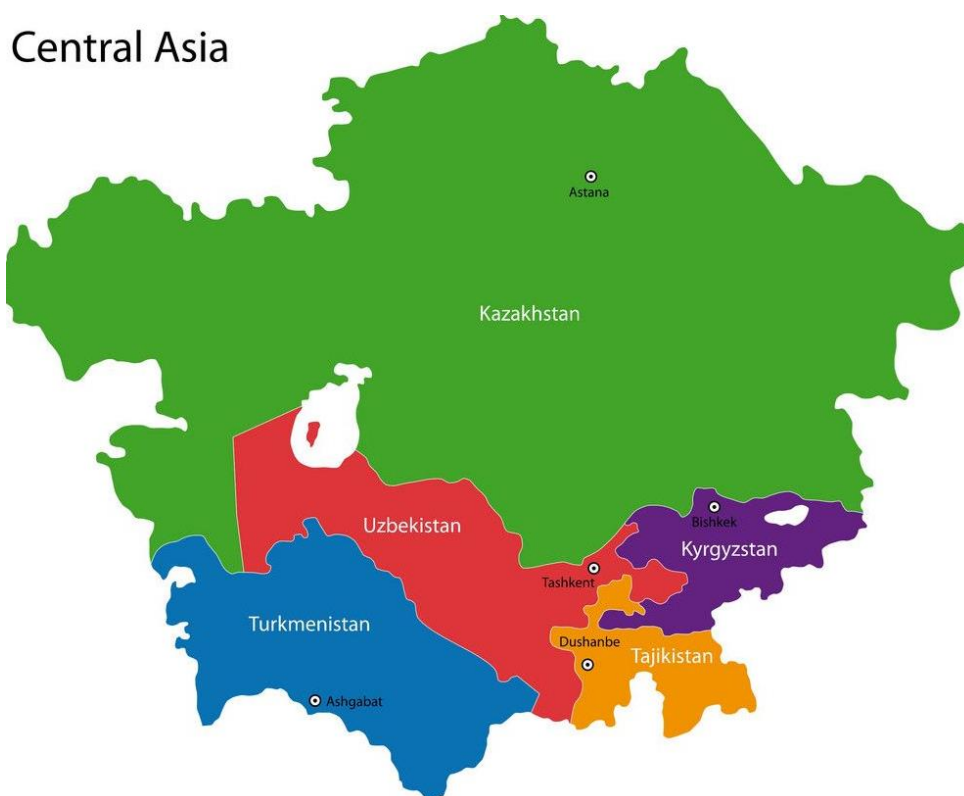 Central Asia
Astana
Kazakhstan
Bishkek
Uzbekistan
Kyrgyzstan
Tashkent
Turkmenistan
Dushanbe
Tajikistan
Ashgabat